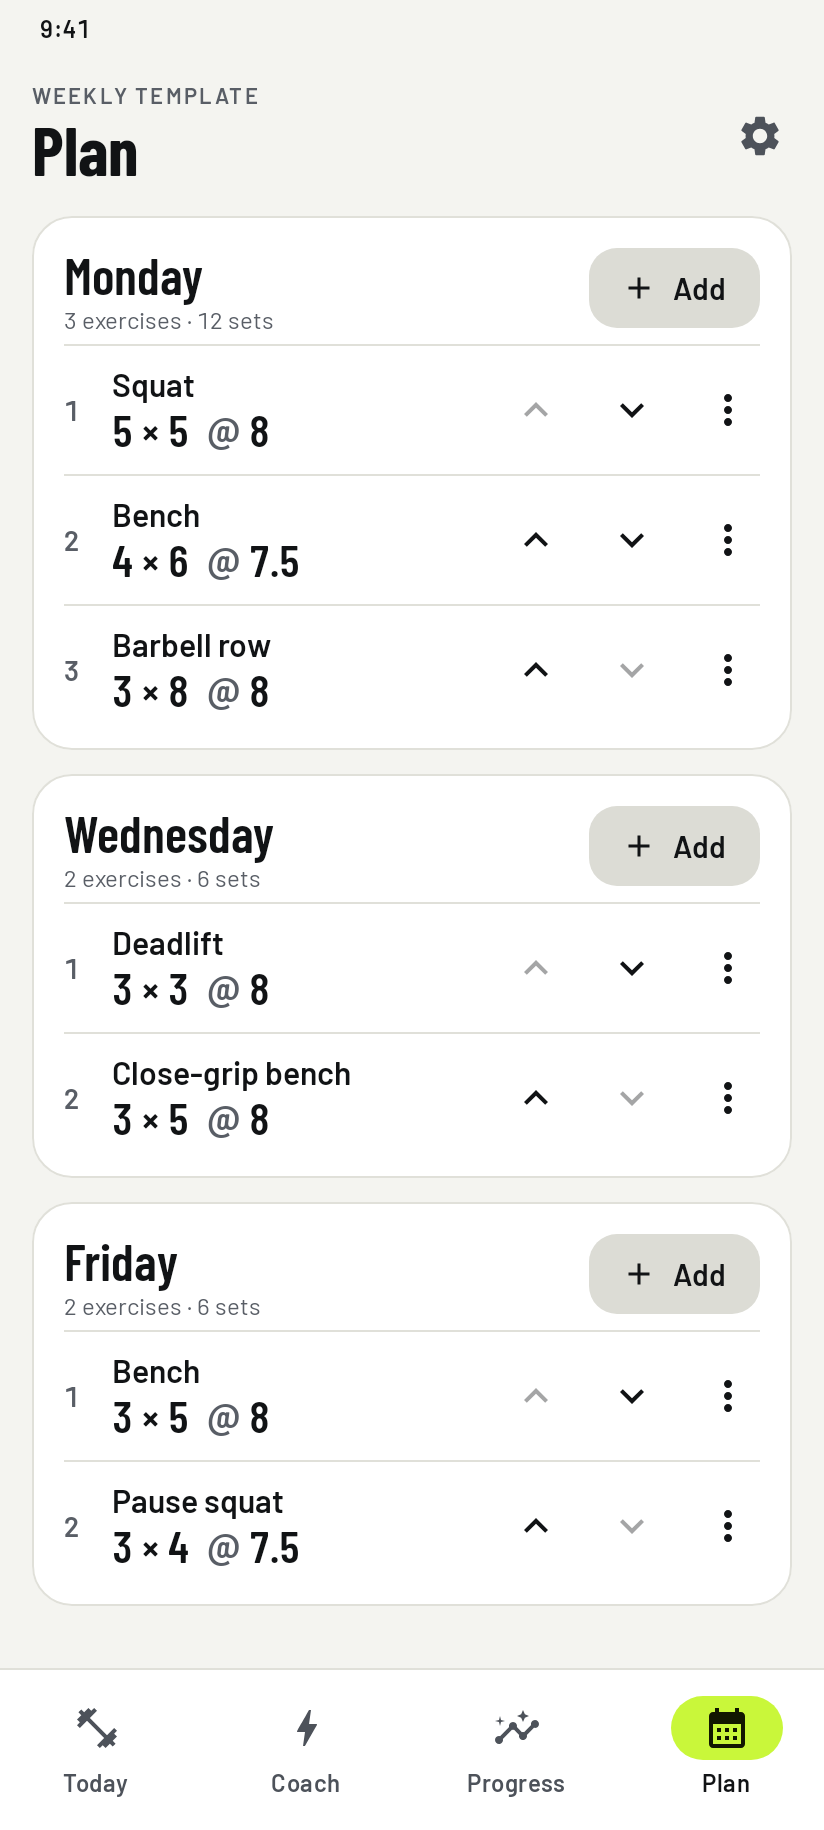 9:41
WEEKLY TEMPLATE
Plan
Monday
3 exercises · 12 sets
Add
1
Squat
5 × 5 @ 8
2
Bench
4 × 6 @ 7.5
3
Barbell row
3 × 8 @ 8
Wednesday
2 exercises · 6 sets
Add
1
Deadlift
3 × 3 @ 8
2
Close-grip bench
3 × 5 @ 8
Friday
2 exercises · 6 sets
Add
1
Bench
3 × 5 @ 8
2
Pause squat
3 × 4 @ 7.5
Today
Coach
Progress
Plan